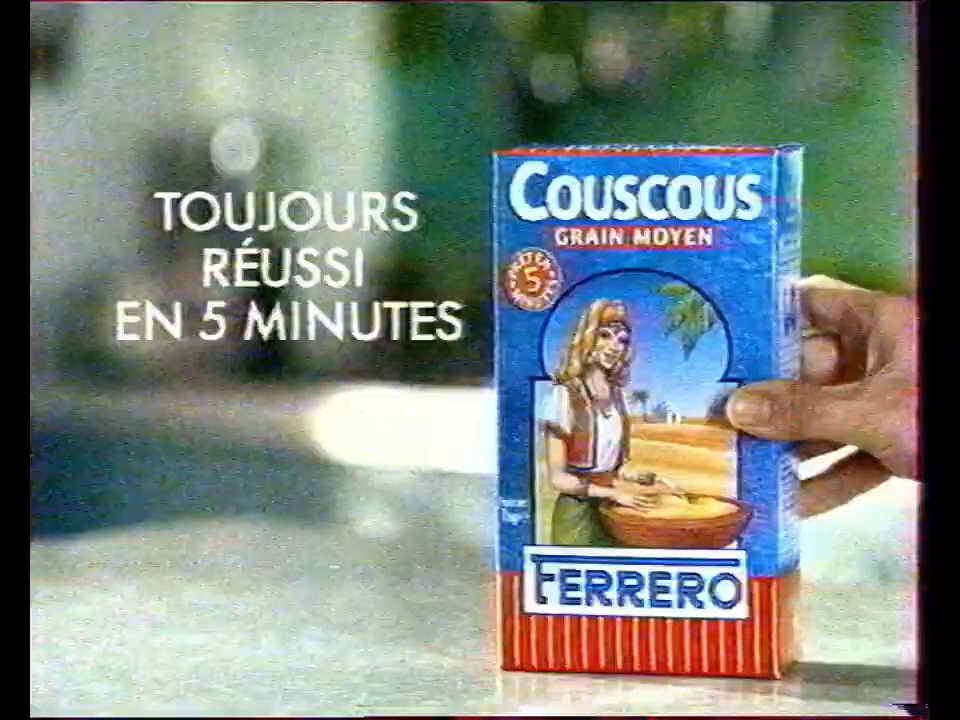 TOUJOURS
RÉUSSI
EN 5 MINUTES
COUSCOUS
GRAIN MOYEN
5
FERRERO